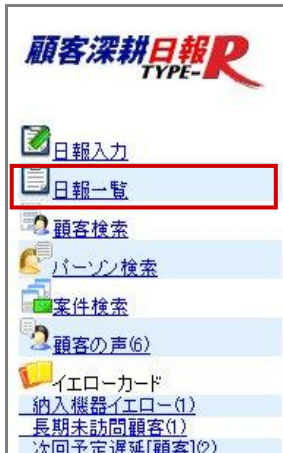 顧客深耕日報R
TYPE-
日報入力
日報一覧
顧客検索
パーソン検索
案件検索
顧客の声(6)
イエローカード
納入機器イエロー(1)
長期未訪問顧客(1)
次回予定遅延[顧客](2)